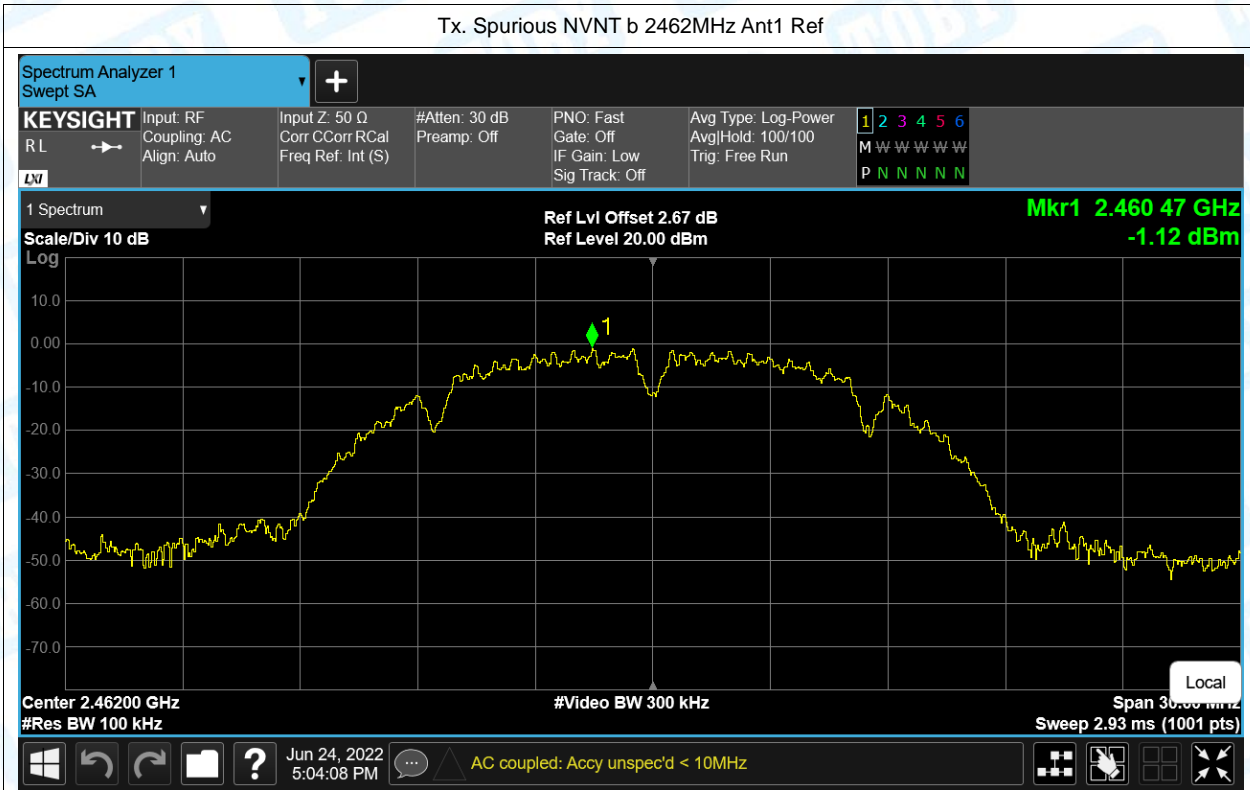 Tx. Spurious NVNT b 2462MHz Ant1 Ref
Spectrum Analyzer 1
Swept SA
KEYSIGHT
R L
LXI
Input: RF
Coupling: AC
Align: Auto
Input Z: 50 Ω
Corr CCorr RCal
Freq Ref: Int (S)
#Atten: 30 dB
Preamp: Off
PNO: Fast
Gate: Off
IF Gain: Low
Sig Track: Off
Avg Type: Log-Power
Avg|Hold: 100/100
Trig: Free Run
1 2 3 4 5 6
M W W W W W
P N N N N N
1 Spectrum
Scale/Div 10 dB
Ref Lvl Offset 2.67 dB
Ref Level 20.00 dBm
Mkr1 2.460 47 GHz
-1.12 dBm
Log
10.0
0.00
-10.0
-20.0
-30.0
-40.0
-50.0
-60.0
-70.0
1
Center 2.46200 GHz
#Res BW 100 kHz
#Video BW 300 kHz
Local
Span 30.00 MHz
Sweep 2.93 ms (1001 pts)
?
Jun 24, 2022
5:04:08 PM
AC coupled: Accy unspec'd < 10MHz